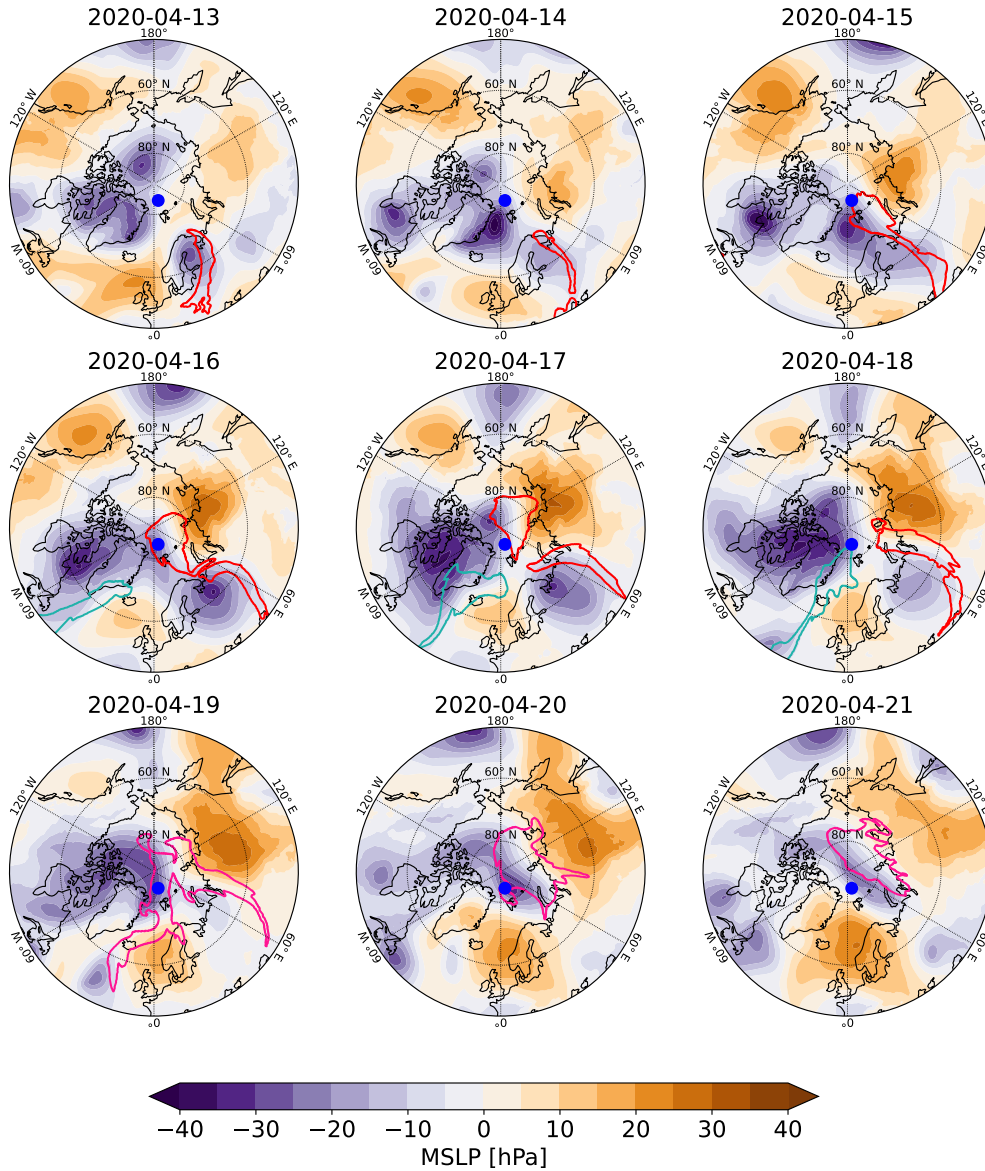 2020-04-13 2020-04-14 2020-04-15
180° 180° 180°
120° W 60° N 120° E 120° W 60° N 120° E 120° W 60° N 120° E
80° N 80° N 80° N
60° W 60° E 60° W 60° E 60° W 60° E
0° 0° 0°
2020-04-16 2020-04-17 2020-04-18
180° 180° 180°
120° W 60° N 120° E 120° W 60° N 120° E 120° W 60° N 120° E
80° N 80° N 80° N
60° W 60° E 60° W 60° E 60° W 60° E
0° 0° 0°
2020-04-19 2020-04-20 2020-04-21
180° 180° 180°
120° W 60° N 120° E 120° W 60° N 120° E 120° W 60° N 120° E
80° N 80° N 80° N
60° W 60° E 60° W 60° E 60° W 60° E
0° 0° 0°
−40 −30 −20 −10 0 10 20 30 40
MSLP [hPa]